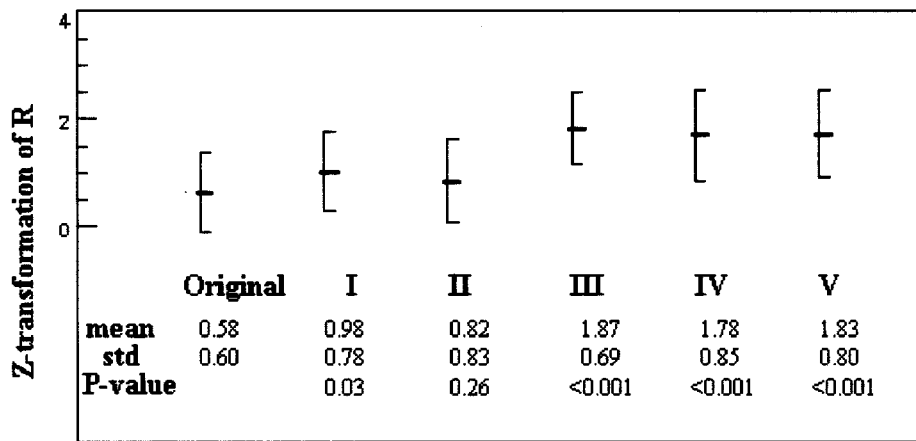 Z-transformation of R
4
2
0
Original I II III IV V
mean 0.58 0.98 0.82 1.87 1.78 1.83
std 0.60 0.78 0.83 0.69 0.85 0.80
P-value 0.03 0.26 <0.001 <0.001 <0.001